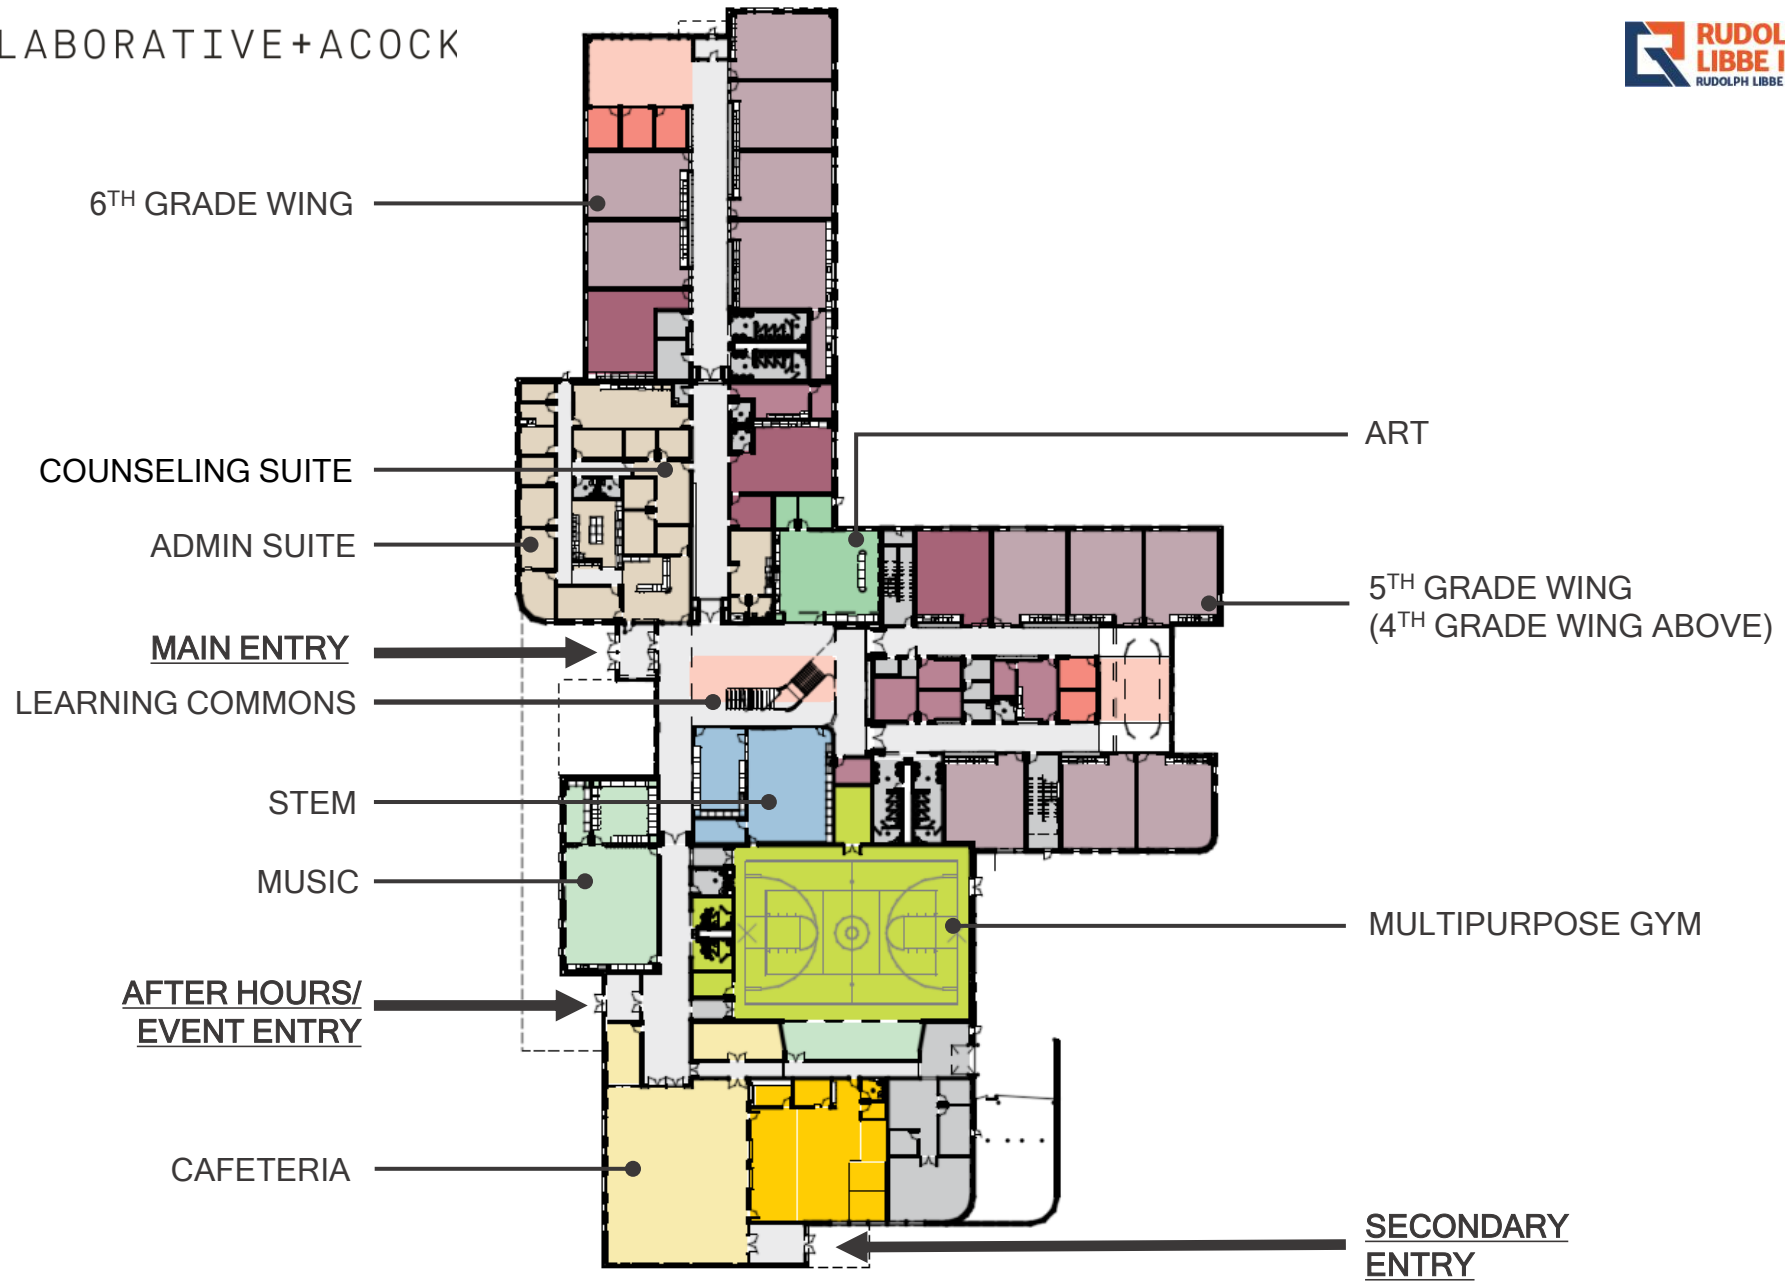 LABORATIVE+ACOCK
RUDOL
LIBBE I
RUDOLPH LIBBE
6TH GRADE WING
COUNSELING SUITE
ADMIN SUITE
MAIN ENTRY
LEARNING COMMONS
STEM
MUSIC
AFTER HOURS/
EVENT ENTRY
CAFETERIA
ART
5TH GRADE WING
(4TH GRADE WING ABOVE)
MULTIPURPOSE GYM
SECONDARY
ENTRY